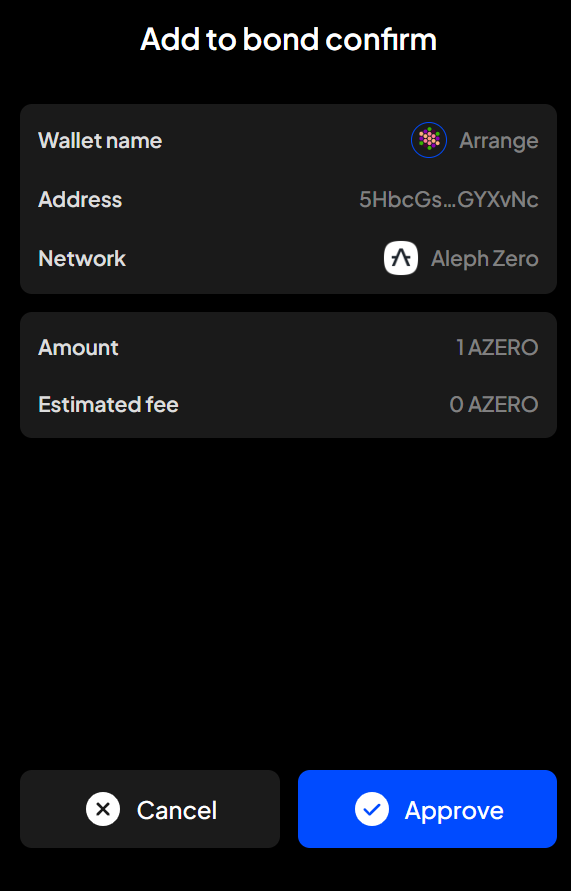 Add to bond confirm
Wallet name Arrange
Address 5HbcGs...GYXvNc
Network Aleph Zero
Amount 1 AZERO
Estimated fee 0 AZERO
Cancel Approve